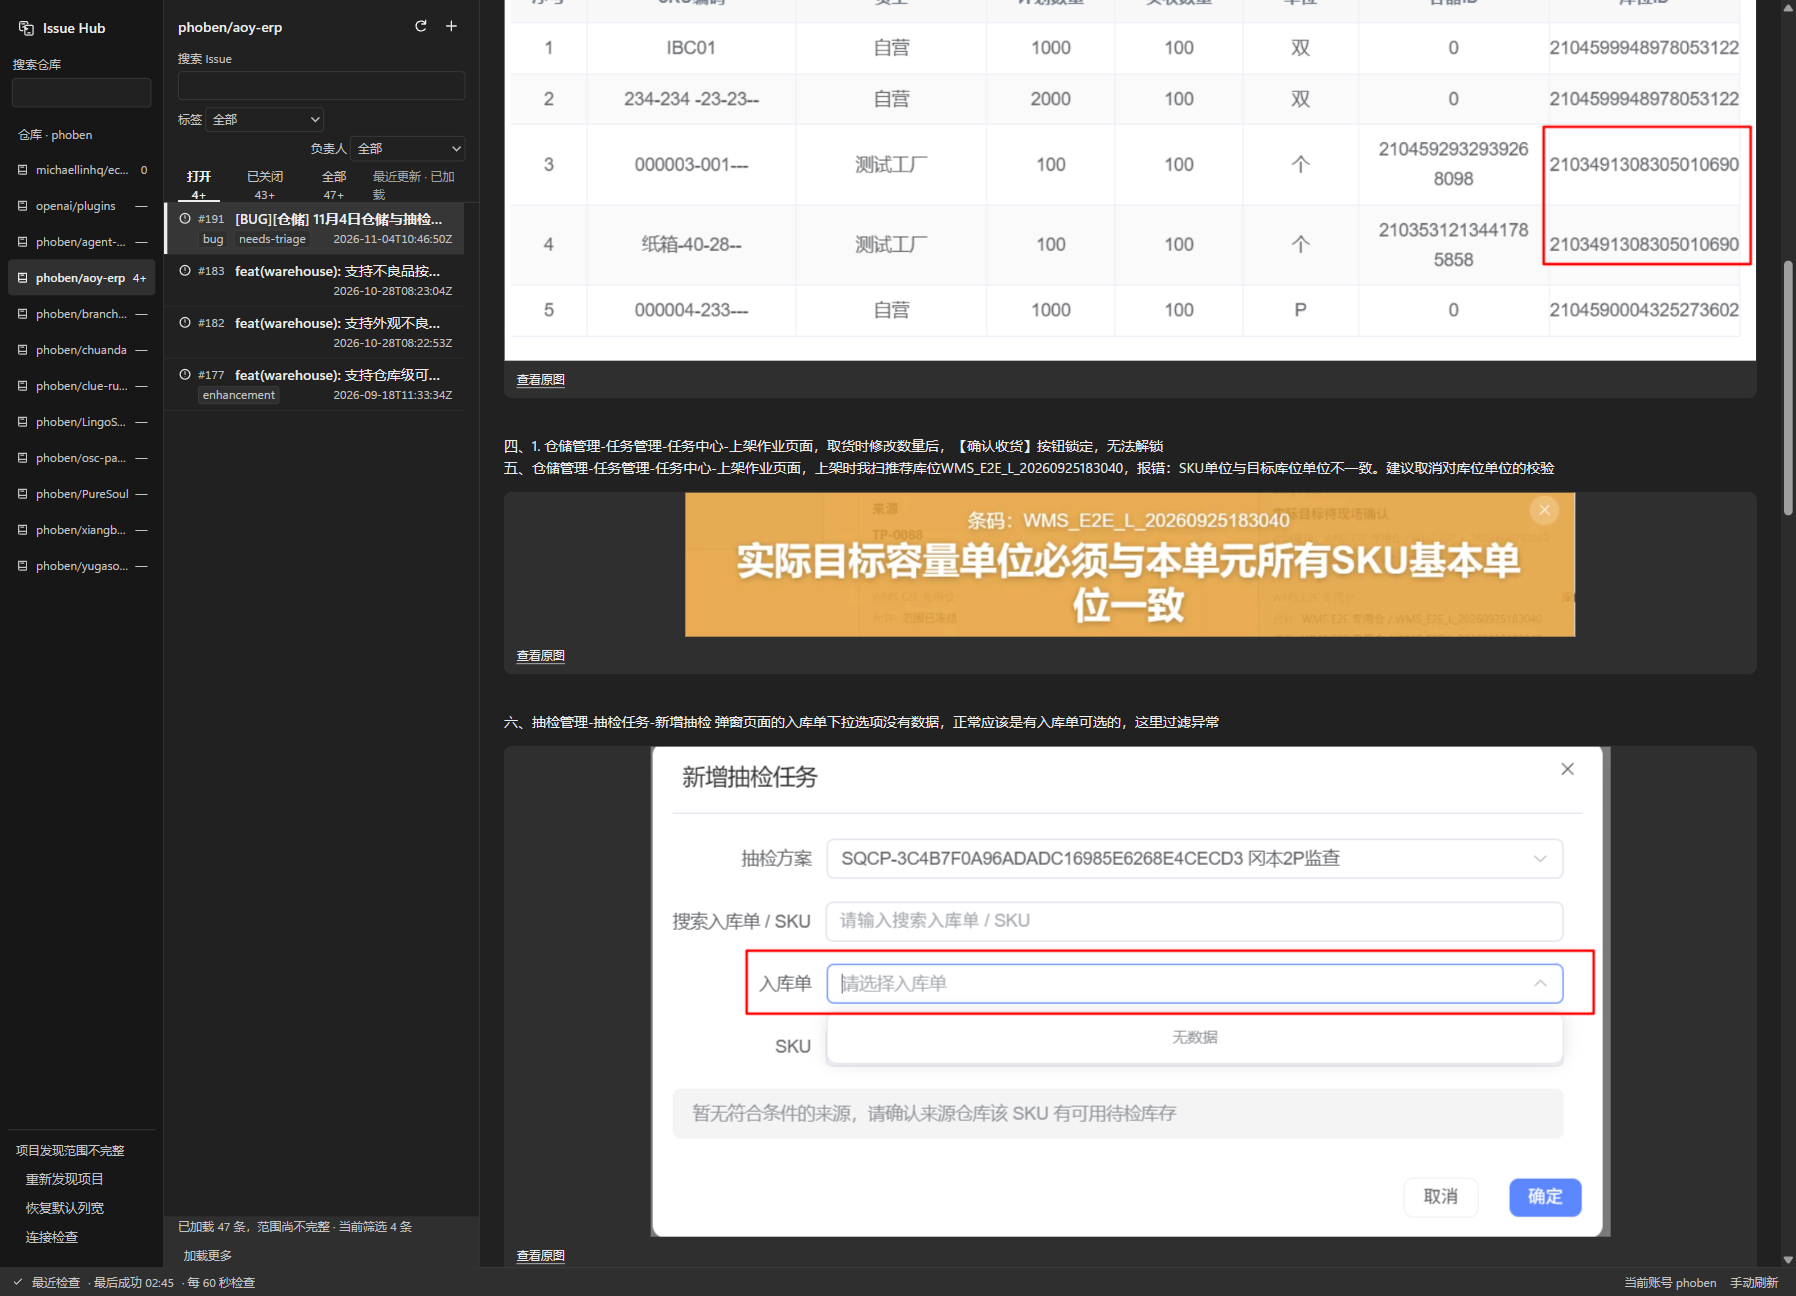 Issue Hub
搜索仓库
仓库 · phoben
michaellinhq/ec... 0
openai/plugins —
phoben/agent-... —
phoben/aoy-erp 4+
phoben/branch... —
phoben/chuanda —
phoben/clue-ru... —
phoben/LingoS... —
phoben/osc-pa... —
phoben/PureSoul —
phoben/xiangb... —
phoben/yugaso... —
项目发现范围不完整
重新发现项目
恢复默认列宽
连接检查
phoben/aoy-erp
搜索 Issue
标签 全部
负责人 全部
打开 已关闭 全部 最近更新 · 已加
4+ 43+ 47+ 载
#191 [BUG][仓储] 11月4日仓储与抽检...
bug needs-triage 2026-11-04T10:46:50Z
#183 feat(warehouse): 支持不良品按...
2026-10-28T08:23:04Z
#182 feat(warehouse): 支持外观不良...
2026-10-28T08:22:53Z
#177 feat(warehouse): 支持仓库级可...
enhancement 2026-09-18T11:33:34Z
已加载 47 条，范围尚不完整 · 当前筛选 4 条
加载更多
1 IBC01 自营 1000 100 双 0 2104599948978053122
2 234-234 -23-23-- 自营 2000 100 双 0 2104599948978053122
3 000003-001--- 测试工厂 100 100 个 210459293293926 2103491308305010690
8098
4 纸箱-40-28-- 测试工厂 100 100 个 210353121344178 2103491308305010690
5858
5 000004-233--- 自营 1000 100 P 0 2104590004325273602
查看原图
四、1. 仓储管理-任务管理-任务中心-上架作业页面，取货时修改数量后，【确认收货】按钮锁定，无法解锁
五、仓储管理-任务管理-任务中心-上架作业页面，上架时我扫推荐库位WMS_E2E_L_20260925183040，报错：SKU单位与目标库位单位不一致。建议取消对库位单位的校验
来源
TP-0088
条码：WMS_E2E_L_20260925183040
实际目标待现场确认
实际目标容量单位必须与本单元所有SKU基本单
位一致
查看原图
六、抽检管理-抽检任务-新增抽检 弹窗页面的入库单下拉选项没有数据，正常应该是有入库单可选的，这里过滤异常
新增抽检任务
抽检方案 SQCP-3C4B7F0A96ADADC16985E6268E4CECD3 冈本2P监查
搜索入库单 / SKU 请输入搜索入库单 / SKU
入库单 请选择入库单
无数据
SKU
暂无符合条件的来源，请确认来源仓库该 SKU 有可用待检库存
取消 确定
查看原图
最近检查 · 最后成功 02:45 · 每 60 秒检查
当前账号 phoben 手动刷新